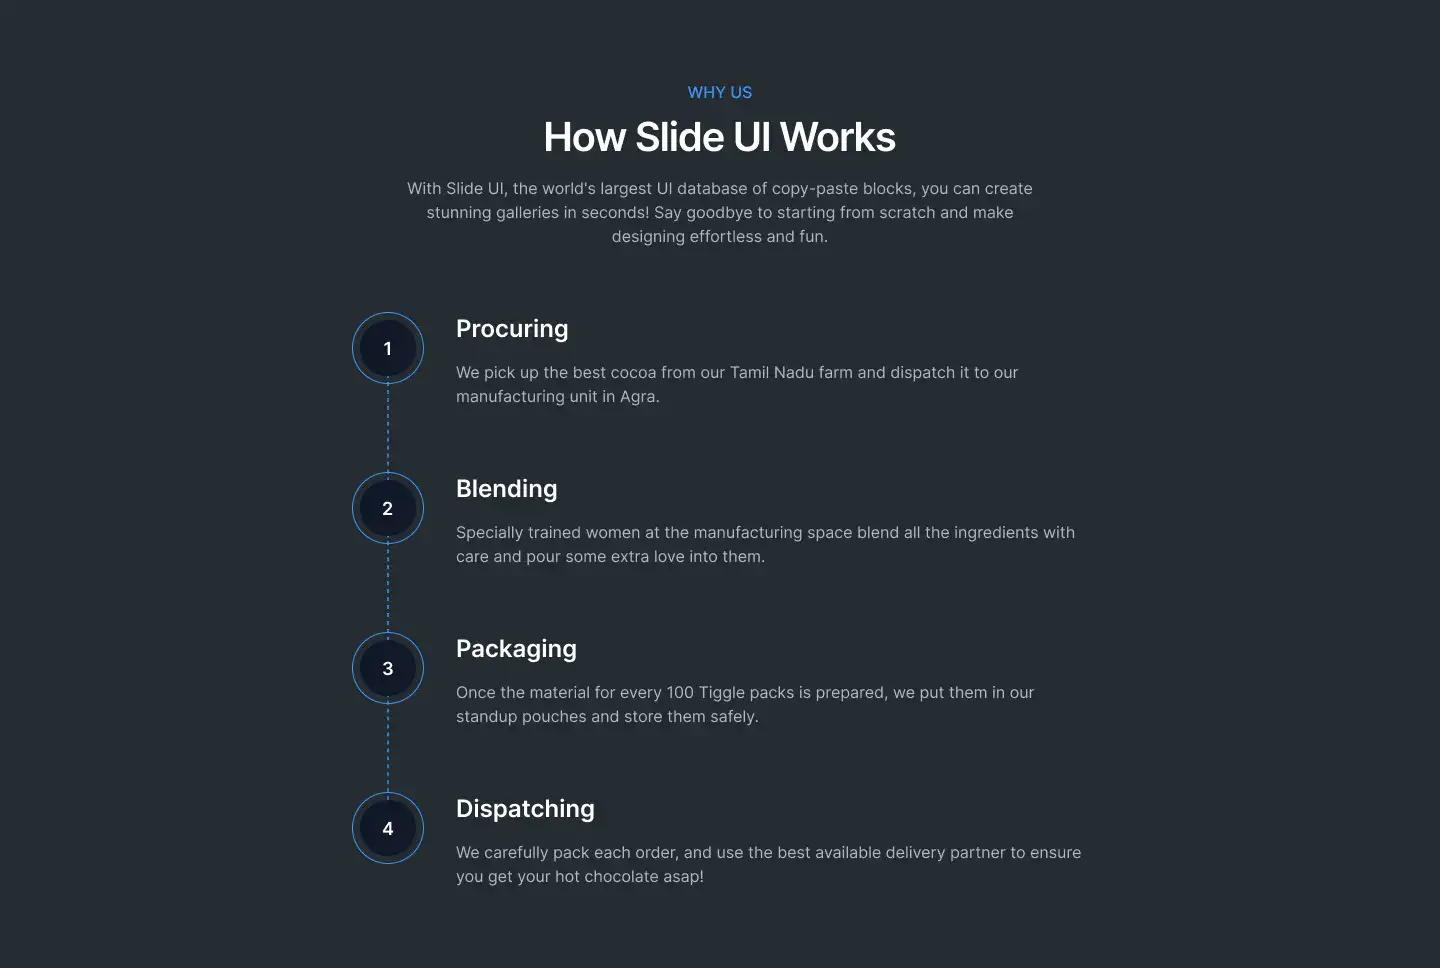 WHY US
How Slide UI Works
With Slide UI, the world's largest UI database of copy-paste blocks, you can create
stunning galleries in seconds! Say goodbye to starting from scratch and make
designing effortless and fun.
1
Procuring
We pick up the best cocoa from our Tamil Nadu farm and dispatch it to our
manufacturing unit in Agra.
2
Blending
Specially trained women at the manufacturing space blend all the ingredients with
care and pour some extra love into them.
3
Packaging
Once the material for every 100 Tiggle packs is prepared, we put them in our
standup pouches and store them safely.
4
Dispatching
We carefully pack each order, and use the best available delivery partner to ensure
you get your hot chocolate asap!